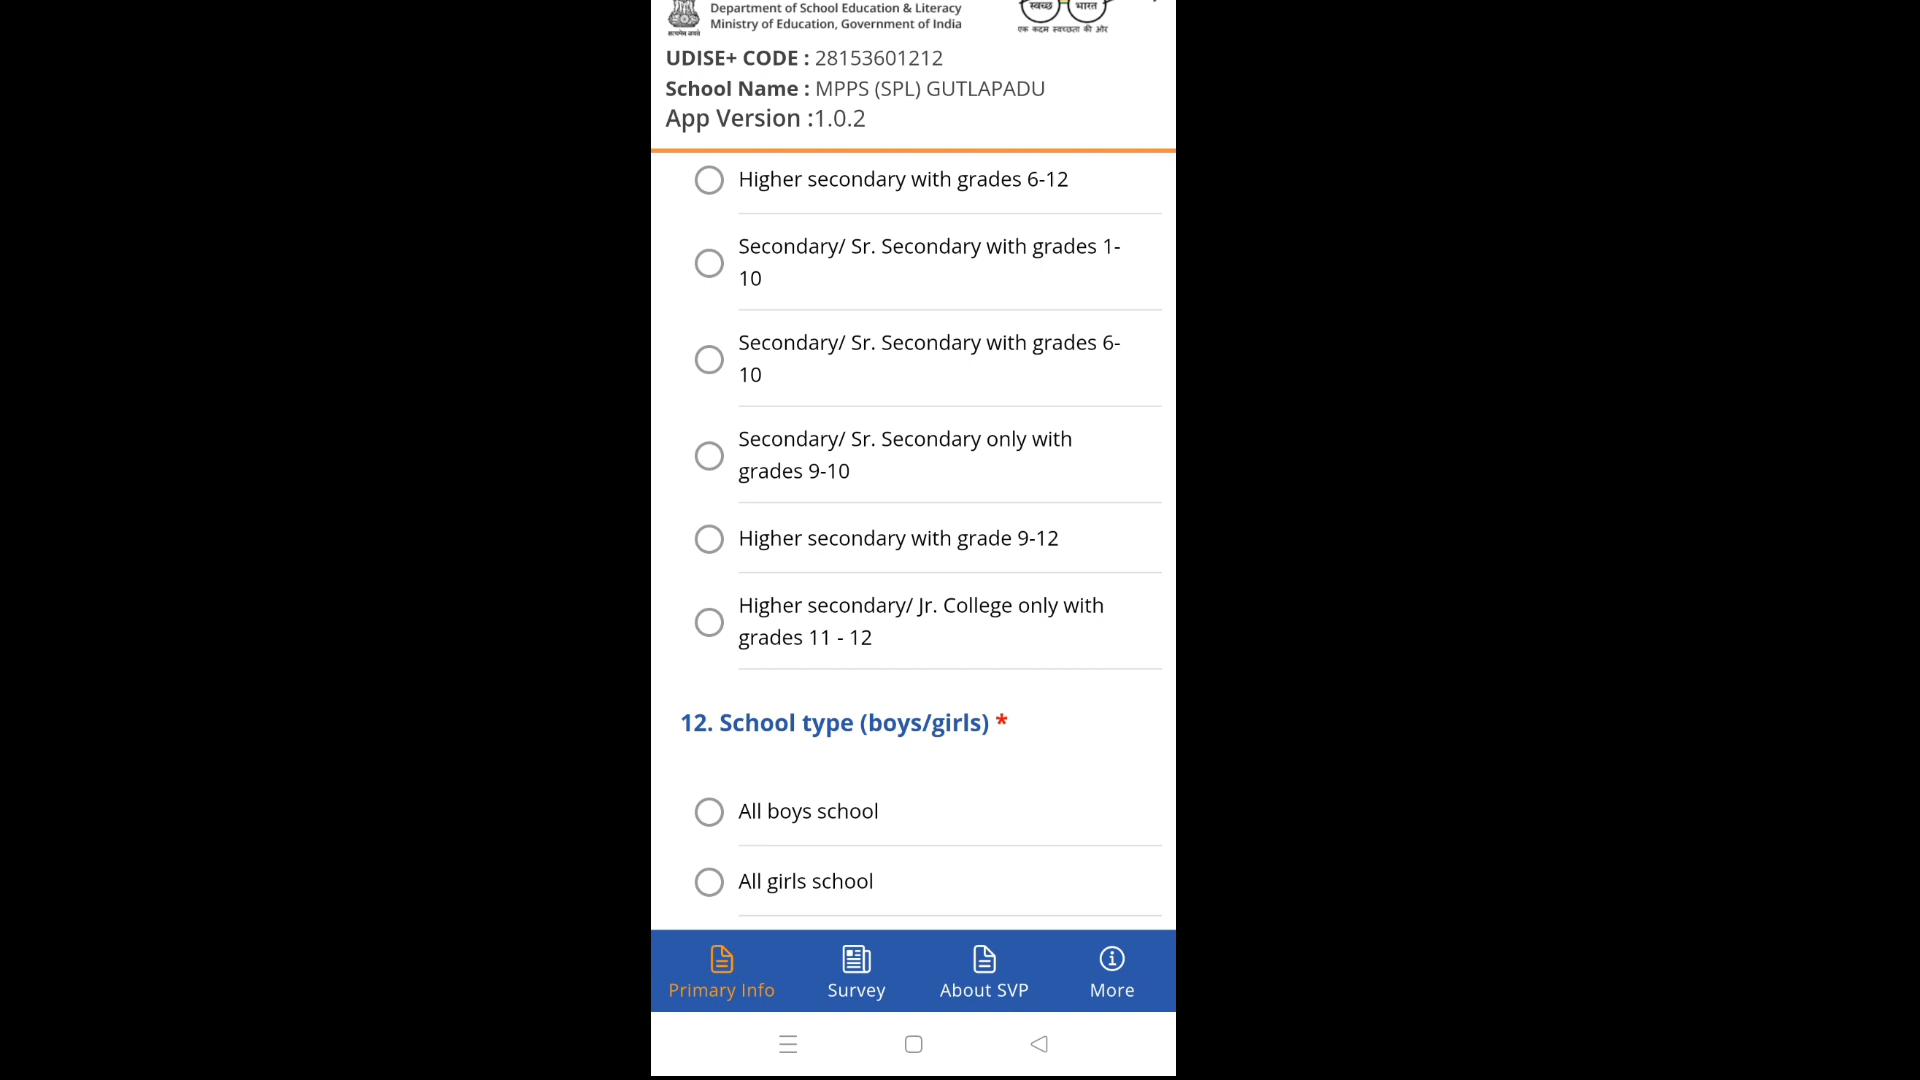 Department of School Education & Literacy
Ministry of Education, Government of India
सत्यमेव जयते
स्वच्छ भारत
एक कदम स्वच्छता की ओर
UDISE+ CODE : 28153601212
School Name : MPPS (SPL) GUTLAPADU
App Version :1.0.2
Higher secondary with grades 6-12
Secondary/ Sr. Secondary with grades 1-
10
Secondary/ Sr. Secondary with grades 6-
10
Secondary/ Sr. Secondary only with
grades 9-10
Higher secondary with grade 9-12
Higher secondary/ Jr. College only with
grades 11 - 12
12. School type (boys/girls) *
All boys school
All girls school
Primary Info Survey About SVP More